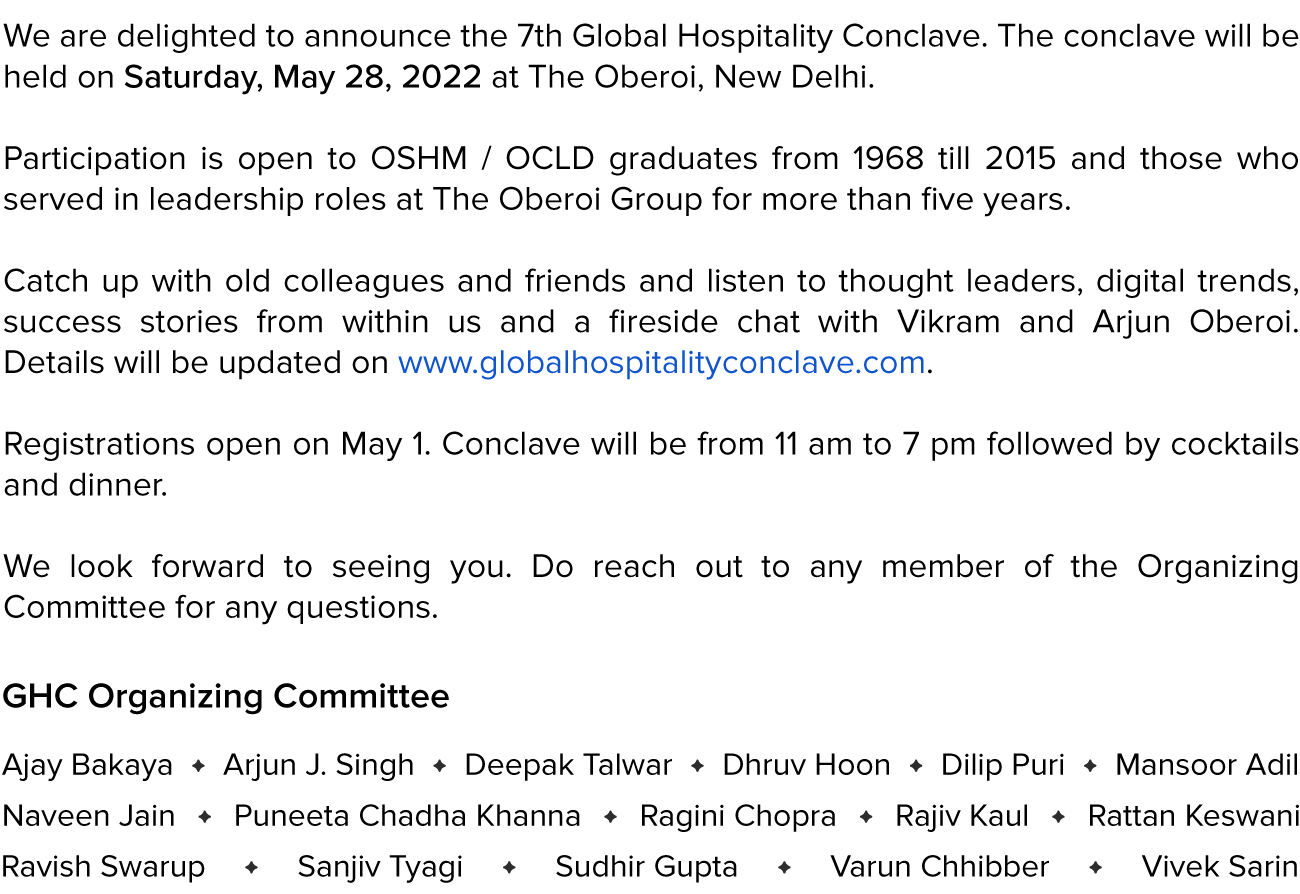 We are delighted to announce the 7th Global Hospitality Conclave. The conclave will be
held on Saturday, May 28, 2022 at The Oberoi, New Delhi.
Participation is open to OSHM / OCLD graduates from 1968 till 2015 and those who
served in leadership roles at The Oberoi Group for more than five years.
Catch up with old colleagues and friends and listen to thought leaders, digital trends,
success stories from within us and a fireside chat with Vikram and Arjun Oberoi.
Details will be updated on www.globalhospitalityconclave.com.
Registrations open on May 1. Conclave will be from 11 am to 7 pm followed by cocktails
and dinner.
We look forward to seeing you. Do reach out to any member of the Organizing
Committee for any questions.
GHC Organizing Committee
Ajay Bakaya ✦ Arjun J. Singh ✦ Deepak Talwar ✦ Dhruv Hoon ✦ Dilip Puri ✦ Mansoor Adil
Naveen Jain ✦ Puneeta Chadha Khanna ✦ Ragini Chopra ✦ Rajiv Kaul ✦ Rattan Keswani
Ravish Swarup ✦ Sanjiv Tyagi ✦ Sudhir Gupta ✦ Varun Chhibber ✦ Vivek Sarin